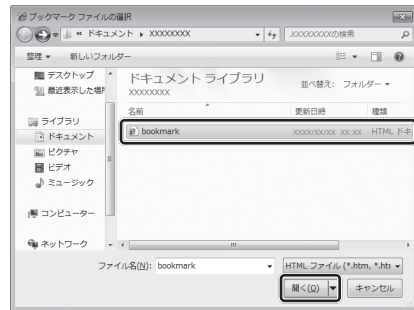 ブックマーク ファイルの選択
« ドキュメント ▸ XXXXXXXX
XXXXXXXXの検索
整理 ▼ 新しいフォルダー
デスクトップ
最近表示した場所
ライブラリ
ドキュメント
ピクチャ
ビデオ
ミュージック
コンピューター
ネットワーク
ドキュメント ライブラリ
XXXXXXXX
並べ替え: フォルダー ▼
名前 更新日時 種類
bookmark XXXX/XX/XX XX:XX HTML ドキ
ファイル名(N): bookmark
HTML ファイル (*.htm, *.htı
開く(O) キャンセル